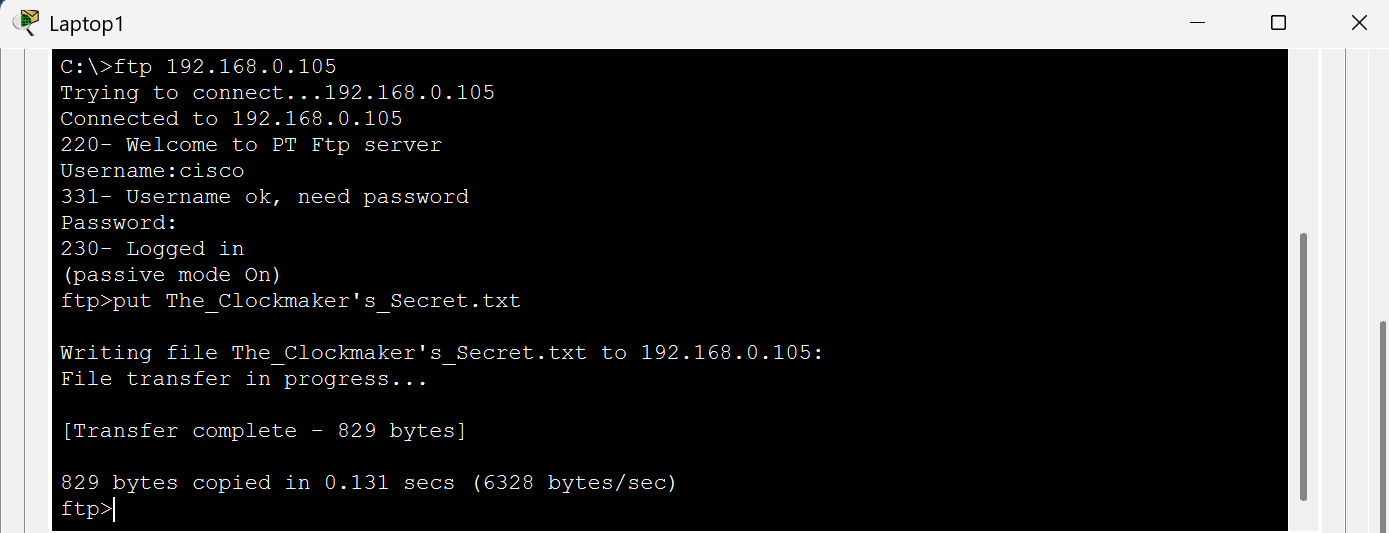 Laptop1
C:\>ftp 192.168.0.105
Trying to connect...192.168.0.105
Connected to 192.168.0.105
220- Welcome to PT Ftp server
Username:cisco
331- Username ok, need password
Password:
230- Logged in
(passive mode On)
ftp>put The_Clockmaker's_Secret.txt
Writing file The_Clockmaker's_Secret.txt to 192.168.0.105:
File transfer in progress...
[Transfer complete - 829 bytes]
829 bytes copied in 0.131 secs (6328 bytes/sec)
ftp>